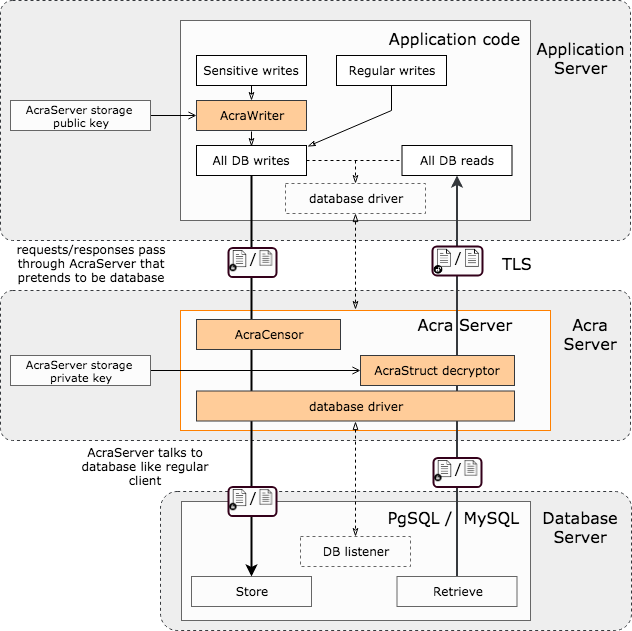 Application code
Application
Server
Sensitive writes
Regular writes
AcraServer storage
public key
AcraWriter
All DB writes
All DB reads
database driver
requests/responses pass
through AcraServer that
pretends to be database
/
/
TLS
Acra Server
Acra
Server
AcraCensor
AcraServer storage
private key
AcraStruct decryptor
database driver
AcraServer talks to
database like regular
client
/
/
PgSQL / MySQL
Database
Server
DB listener
Store
Retrieve